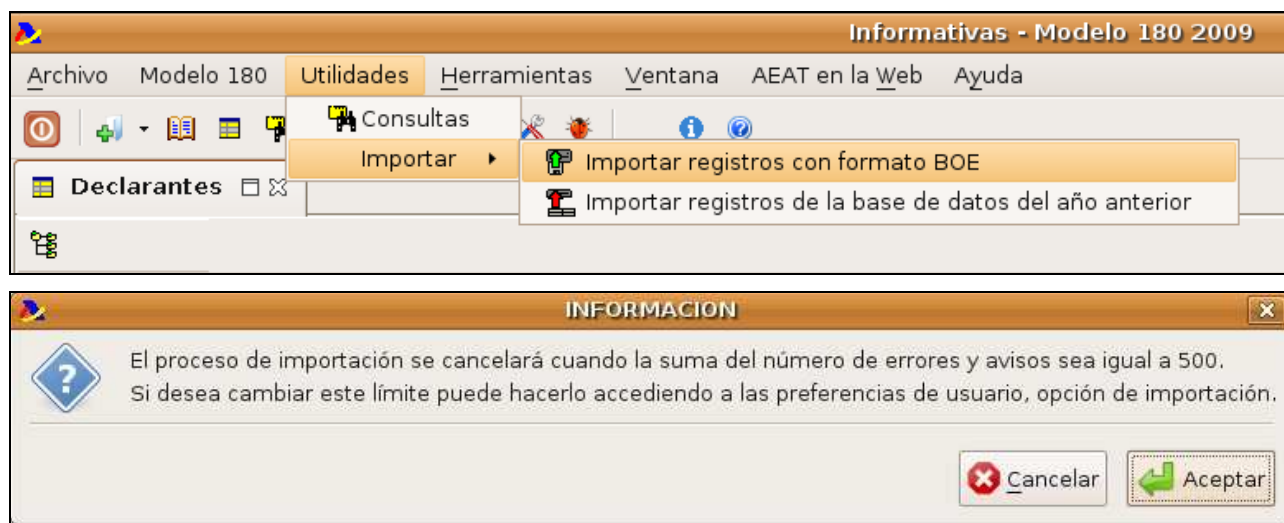 Informativas - Modelo 180 2009
Archivo Modelo 180 Utilidades Herramientas Ventana AEAT en la Web Ayuda
Consultas
Importar
Importar registros con formato BOE
Declarantes
Importar registros de la base de datos del año anterior
INFORMACION
El proceso de importación se cancelará cuando la suma del número de errores y avisos sea igual a 500.
Si desea cambiar este límite puede hacerlo accediendo a las preferencias de usuario, opción de importación.
Cancelar Aceptar